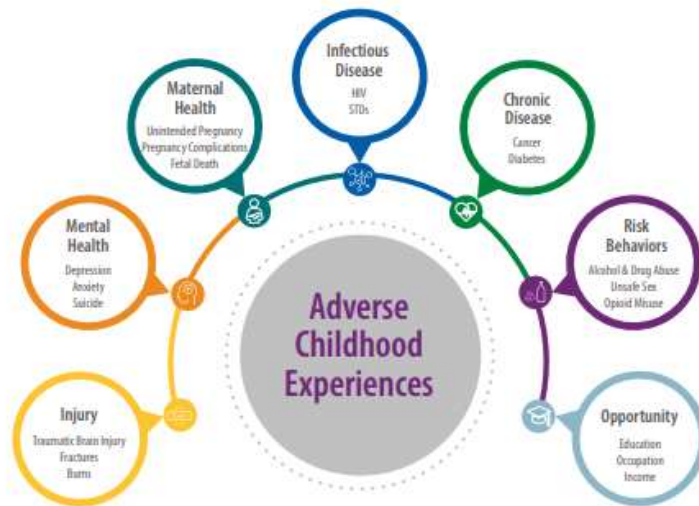 Infectious
Disease
HIV
STDs
Maternal
Health
Unintended Pregnancy
Pregnancy Complications
Fetal Death
Chronic
Disease
Cancer
Diabetes
Mental
Health
Depression
Anxiety
Suicide
Risk
Behaviors
Alcohol & Drug Abuse
Unsafe Sex
Opioid Misuse
Adverse
Childhood
Experiences
Injury
Traumatic Brain Injury
Fractures
Burns
Opportunity
Education
Occupation
Income